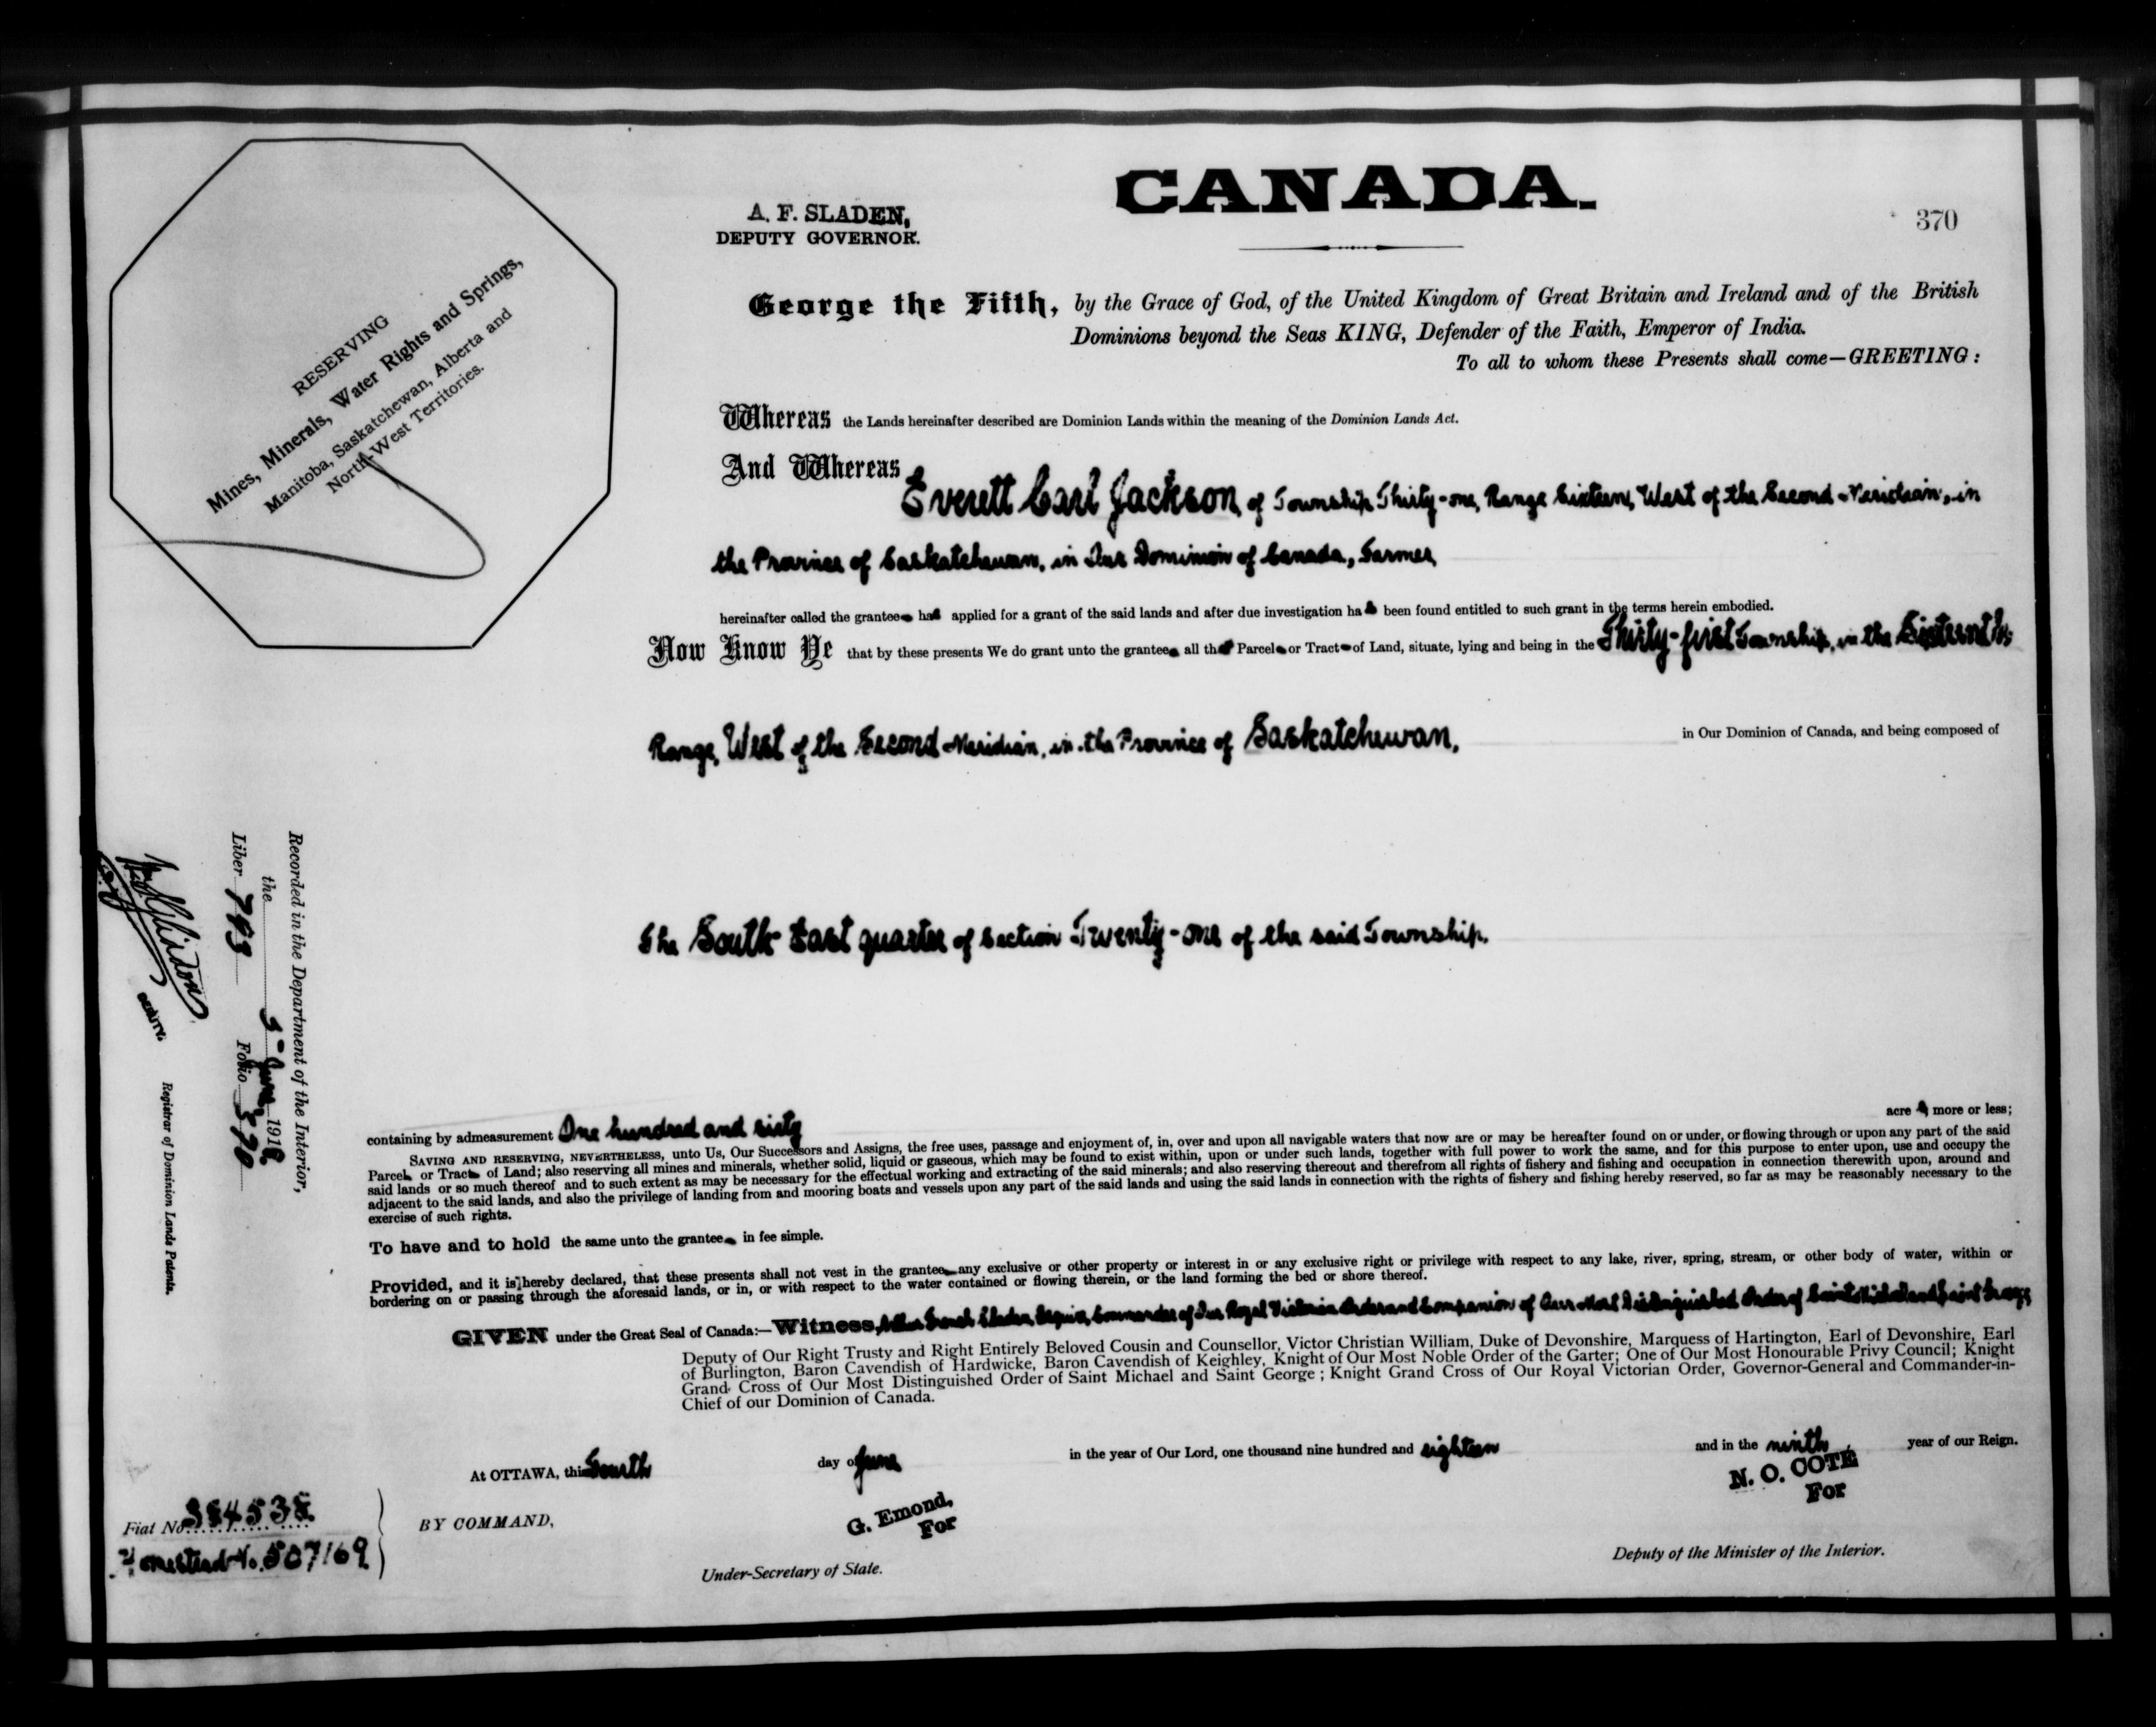 CANADA.
A. F. SLADEN,
DEPUTY GOVERNOR.
370
RESERVING
Mines, Minerals, Water Rights and Springs,
Manitoba, Saskatchewan, Alberta and
North-West Territories.
George the Fifth, by the Grace of God, of the United Kingdom of Great Britain and Ireland and of the British
Dominions beyond the Seas KING, Defender of the Faith, Emperor of India.
To all to whom these Presents shall come—GREETING:
Whereas the Lands hereinafter described are Dominion Lands within the meaning of the Dominion Lands Act.
And Whereas
Everett Carl Jackson, of Township Thirty-one, Range Sixteen, West of the Second Meridian, in
the Province of Saskatchewan, in Our Dominion of Canada, Farmer,
hereinafter called the grantee has applied for a grant of the said lands and after due investigation has been found entitled to such grant in the terms herein embodied.
Now Know Ye that by these presents We do grant unto the grantee all that Parcel or Tract of Land, situate, lying and being in the Thirty-first Township, in the Sixteenth
Range, West of the Second Meridian, in the Province of Saskatchewan,
in Our Dominion of Canada, and being composed of
The South East quarter of Section Twenty-one of the said Township.
containing by admeasurement One hundred and sixty acres more or less;
SAVING AND RESERVING, NEVERTHELESS, unto Us, Our Successors and Assigns, the free uses, passage and enjoyment of, in, over and upon all navigable waters that now are or may be hereafter found on or under, or flowing through or upon any part of the said
Parcel or Tract of Land; also reserving all mines and minerals, whether solid, liquid or gaseous, which may be found to exist within, upon or under such lands, together with full power to work the same, and for this purpose to enter upon, use and occupy the
said lands or so much thereof and to such extent as may be necessary for the effectual working and extracting of the said minerals; and also reserving thereout and therefrom all rights of fishery and fishing and occupation in connection therewith upon, around and
adjacent to the said lands, and also the privilege of landing from and mooring boats and vessels upon any part of the said lands and using the said lands in connection with the rights of fishery and fishing hereby reserved, so far as may be reasonably necessary to the
exercise of such rights.
To have and to hold the same unto the grantee in fee simple.
Provided, and it is hereby declared, that these presents shall not vest in the grantee any exclusive or other property or interest in or any exclusive right or privilege with respect to any lake, river, spring, stream, or other body of water, within or
bordering on or passing through the aforesaid lands, or in, or with respect to the water contained or flowing therein, or the land forming the bed or shore thereof.
GIVEN under the Great Seal of Canada:—Witness, Arthur French Sladen, Esquire, Commander of Our Royal Victorian Order and Companion of Our Most Distinguished Order of Saint Michael and Saint George,
Deputy of Our Right Trusty and Right Entirely Beloved Cousin and Counsellor, Victor Christian William, Duke of Devonshire, Marquess of Hartington, Earl of Devonshire, Earl
of Burlington, Baron Cavendish of Hardwicke, Baron Cavendish of Keighley, Knight of Our Most Noble Order of the Garter; One of Our Most Honourable Privy Council; Knight
Grand Cross of Our Most Distinguished Order of Saint Michael and Saint George; Knight Grand Cross of Our Royal Victorian Order, Governor-General and Commander-in-
Chief of our Dominion of Canada.
At OTTAWA, this Fourth day of June in the year of Our Lord, one thousand nine hundred and eighteen and in the ninth year of our Reign.
BY COMMAND,
G. Emond,
For
Under-Secretary of State.
N. O. COTE
For
Deputy of the Minister of the Interior.
Fiat No.
Homestead No. 507169
Recorded in the Department of the Interior,
the June, 1918
Liber Folio 370
DEPUTY.
Registrar of Dominion Lands Patents.